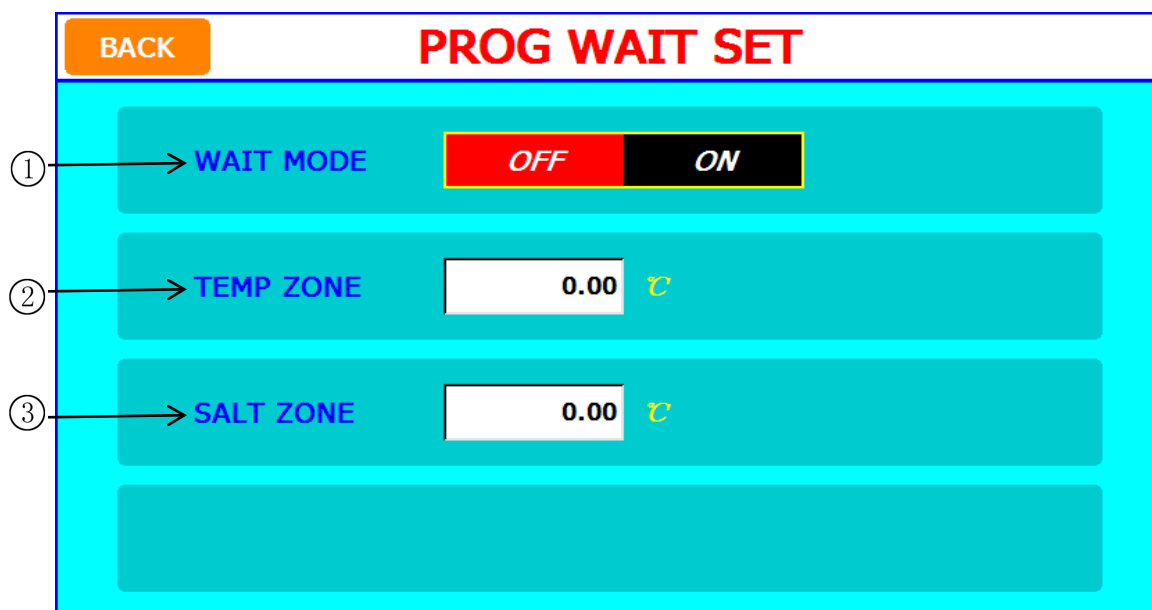 BACK
PROG WAIT SET
① WAIT MODE OFF ON
② TEMP ZONE 0.00 ℃
③ SALT ZONE 0.00 ℃